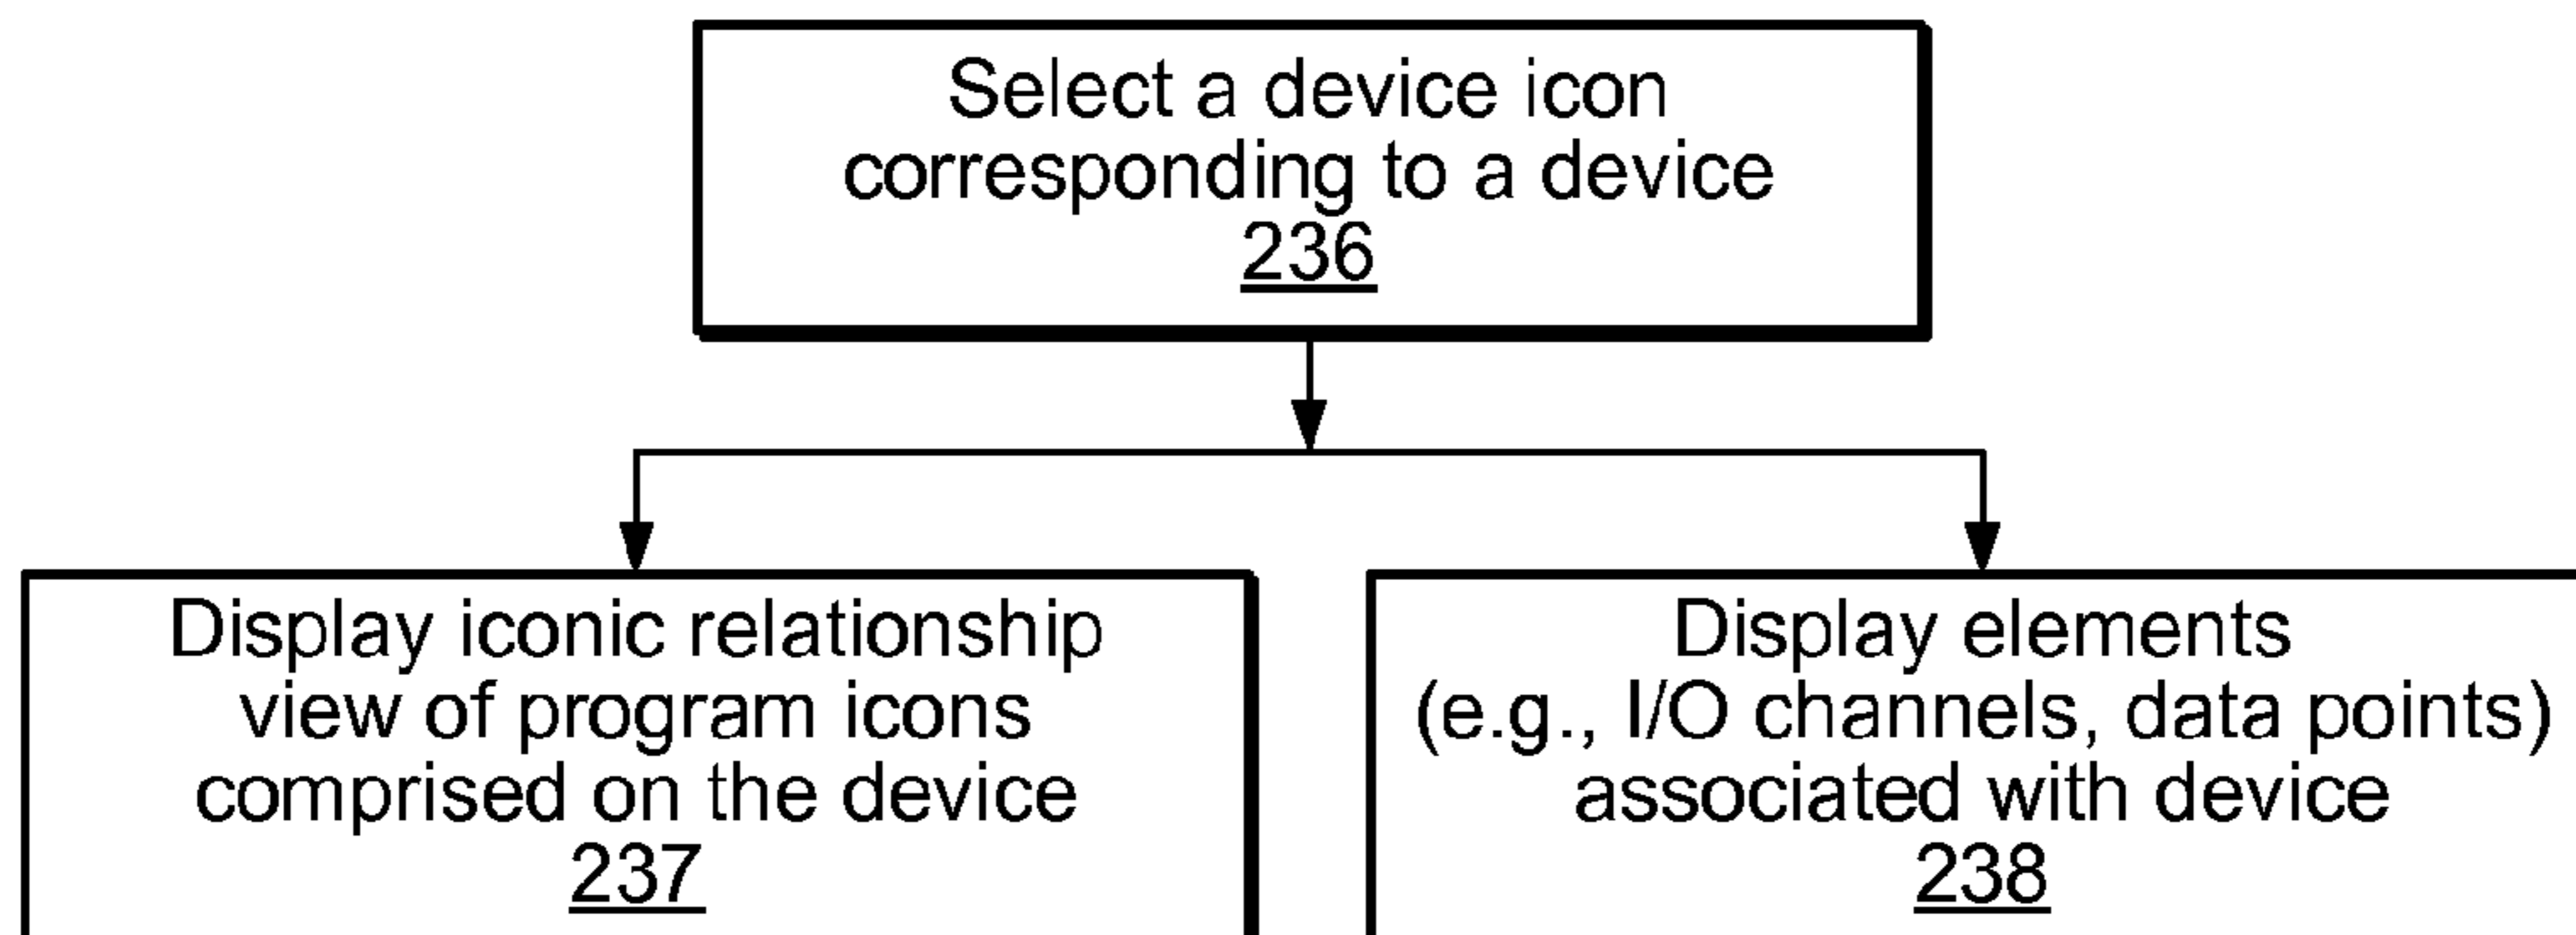 Select a device icon
corresponding to a device
236
Display iconic relationship
view of program icons
comprised on the device
237
Display elements
(e.g., I/O channels, data points)
associated with device
238